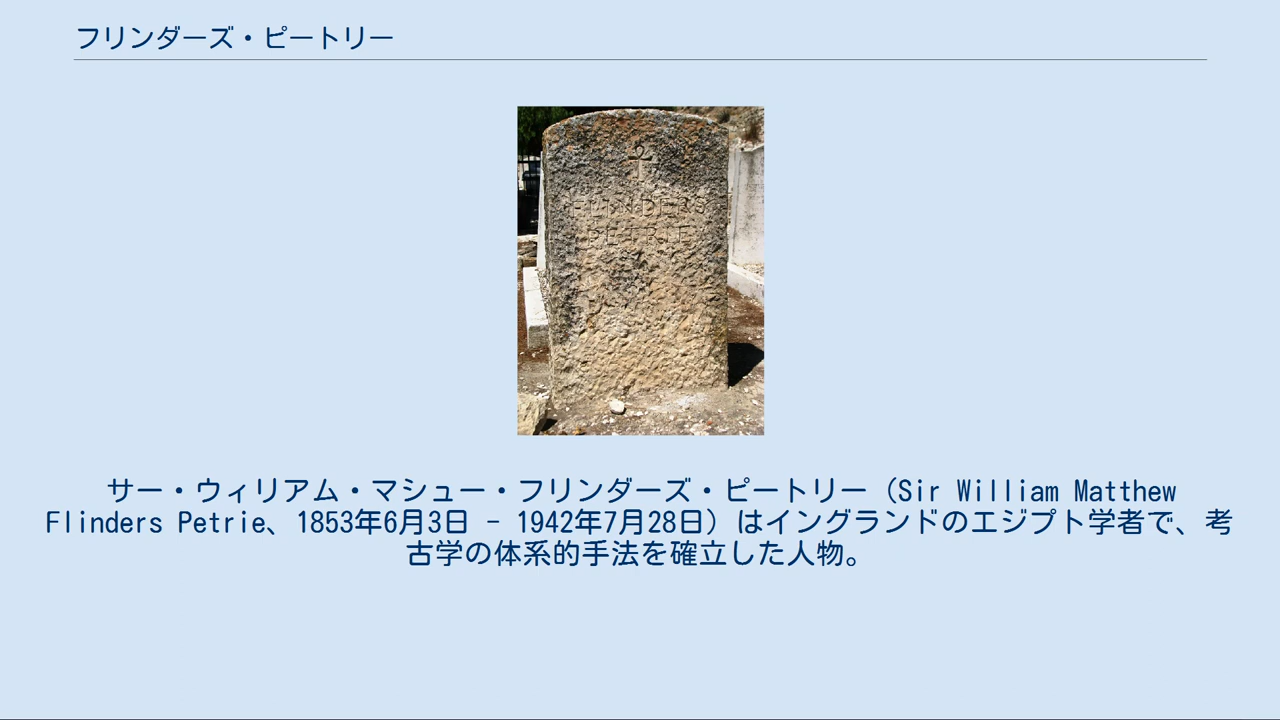 フリンダーズ・ピートリー
FLINDERS
PETRIE
サー・ウィリアム・マシュー・フリンダーズ・ピートリー（Sir William Matthew
Flinders Petrie、1853年6月3日 - 1942年7月28日）はイングランドのエジプト学者で、考
古学の体系的手法を確立した人物。